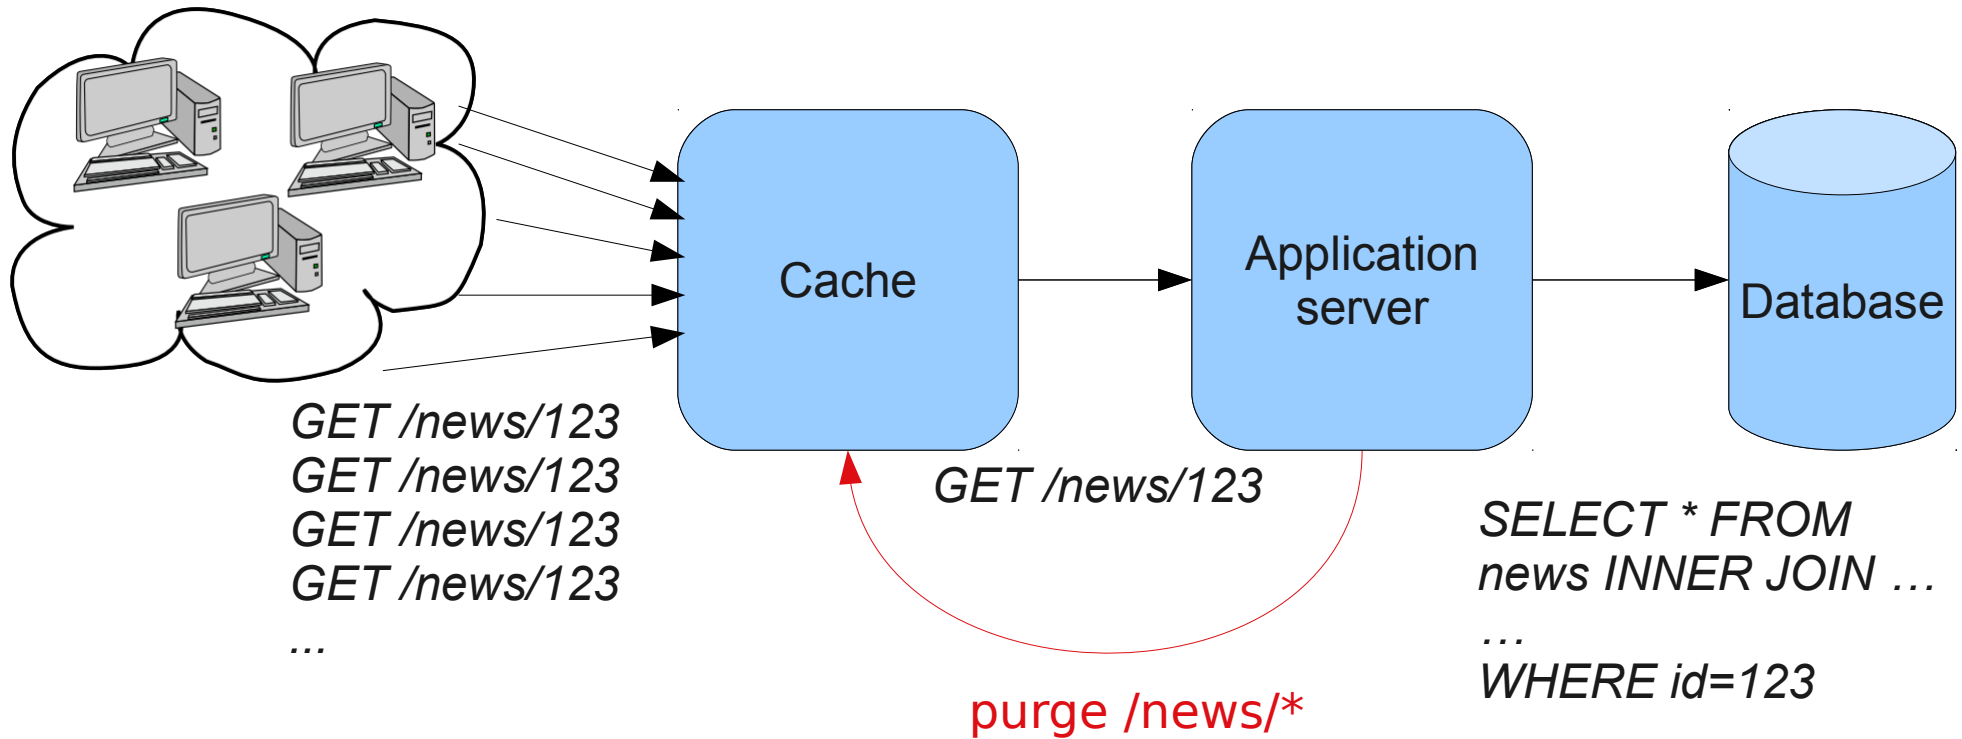 Cache
Application
server
Database
GET /news/123
GET /news/123
GET /news/123
GET /news/123
...
GET /news/123
SELECT * FROM
news INNER JOIN …
…
WHERE id=123
purge /news/*